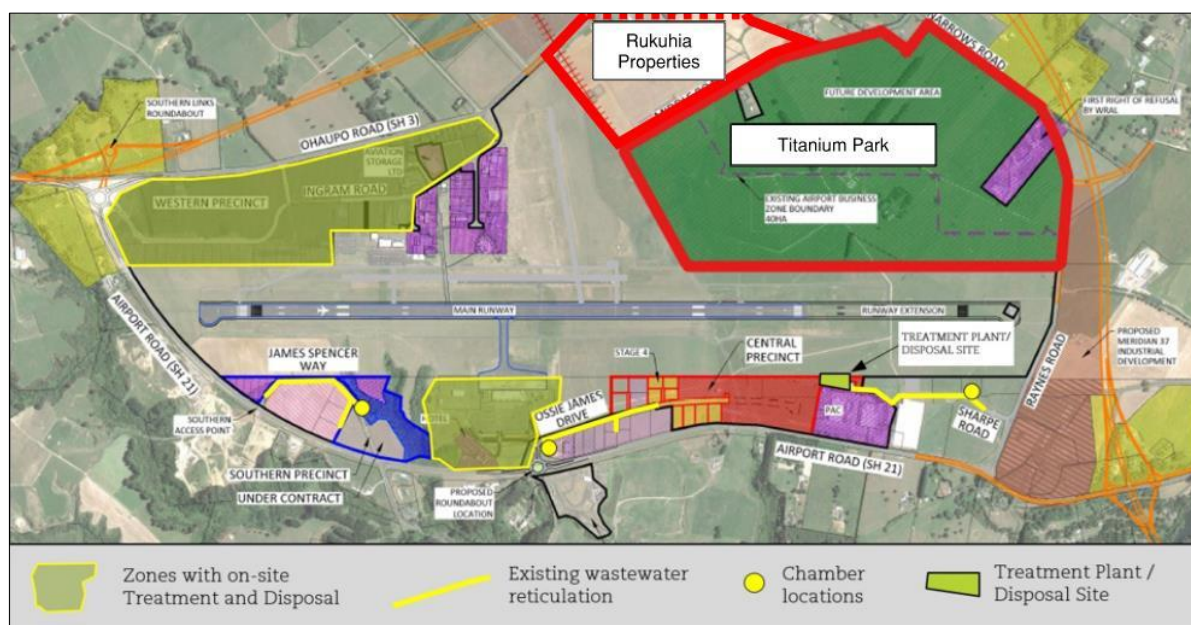 Rukuhia
Properties
NARROWS ROAD
SOUTHERN LINKS
ROUNDABOUT
OHAUPO ROAD (SH 3)
FUTURE DEVELOPMENT AREA
FIRST RIGHT OF REFUSAL
BY WRAL
Titanium Park
AVIATION
STORAGE
LTD
INGRAM ROAD
WESTERN PRECINCT
EXISTING AIRPORT BUSINESS
ZONE BOUNDARY
40HA
AIRPORT ROAD (SH 21)
MAIN RUNWAY
RUNWAY EXTENSION
JAMES SPENCER
WAY
STAGE 4
CENTRAL
PRECINCT
TREATMENT PLANT/
DISPOSAL SITE
PROPOSED
MERIDIAN 37
INDUSTRIAL
DEVELOPMENT
RAYNES ROAD
SOUTHERN
ACCESS POINT
HOTEL
OSSIE JAMES
DRIVE
PAC
SHARPE
ROAD
SOUTHERN PRECINCT
UNDER CONTRACT
PROPOSED
ROUNDABOUT
LOCATION
AIRPORT ROAD (SH 21)
Zones with on-site
Treatment and Disposal
Existing wastewater
reticulation
Chamber
locations
Treatment Plant /
Disposal Site